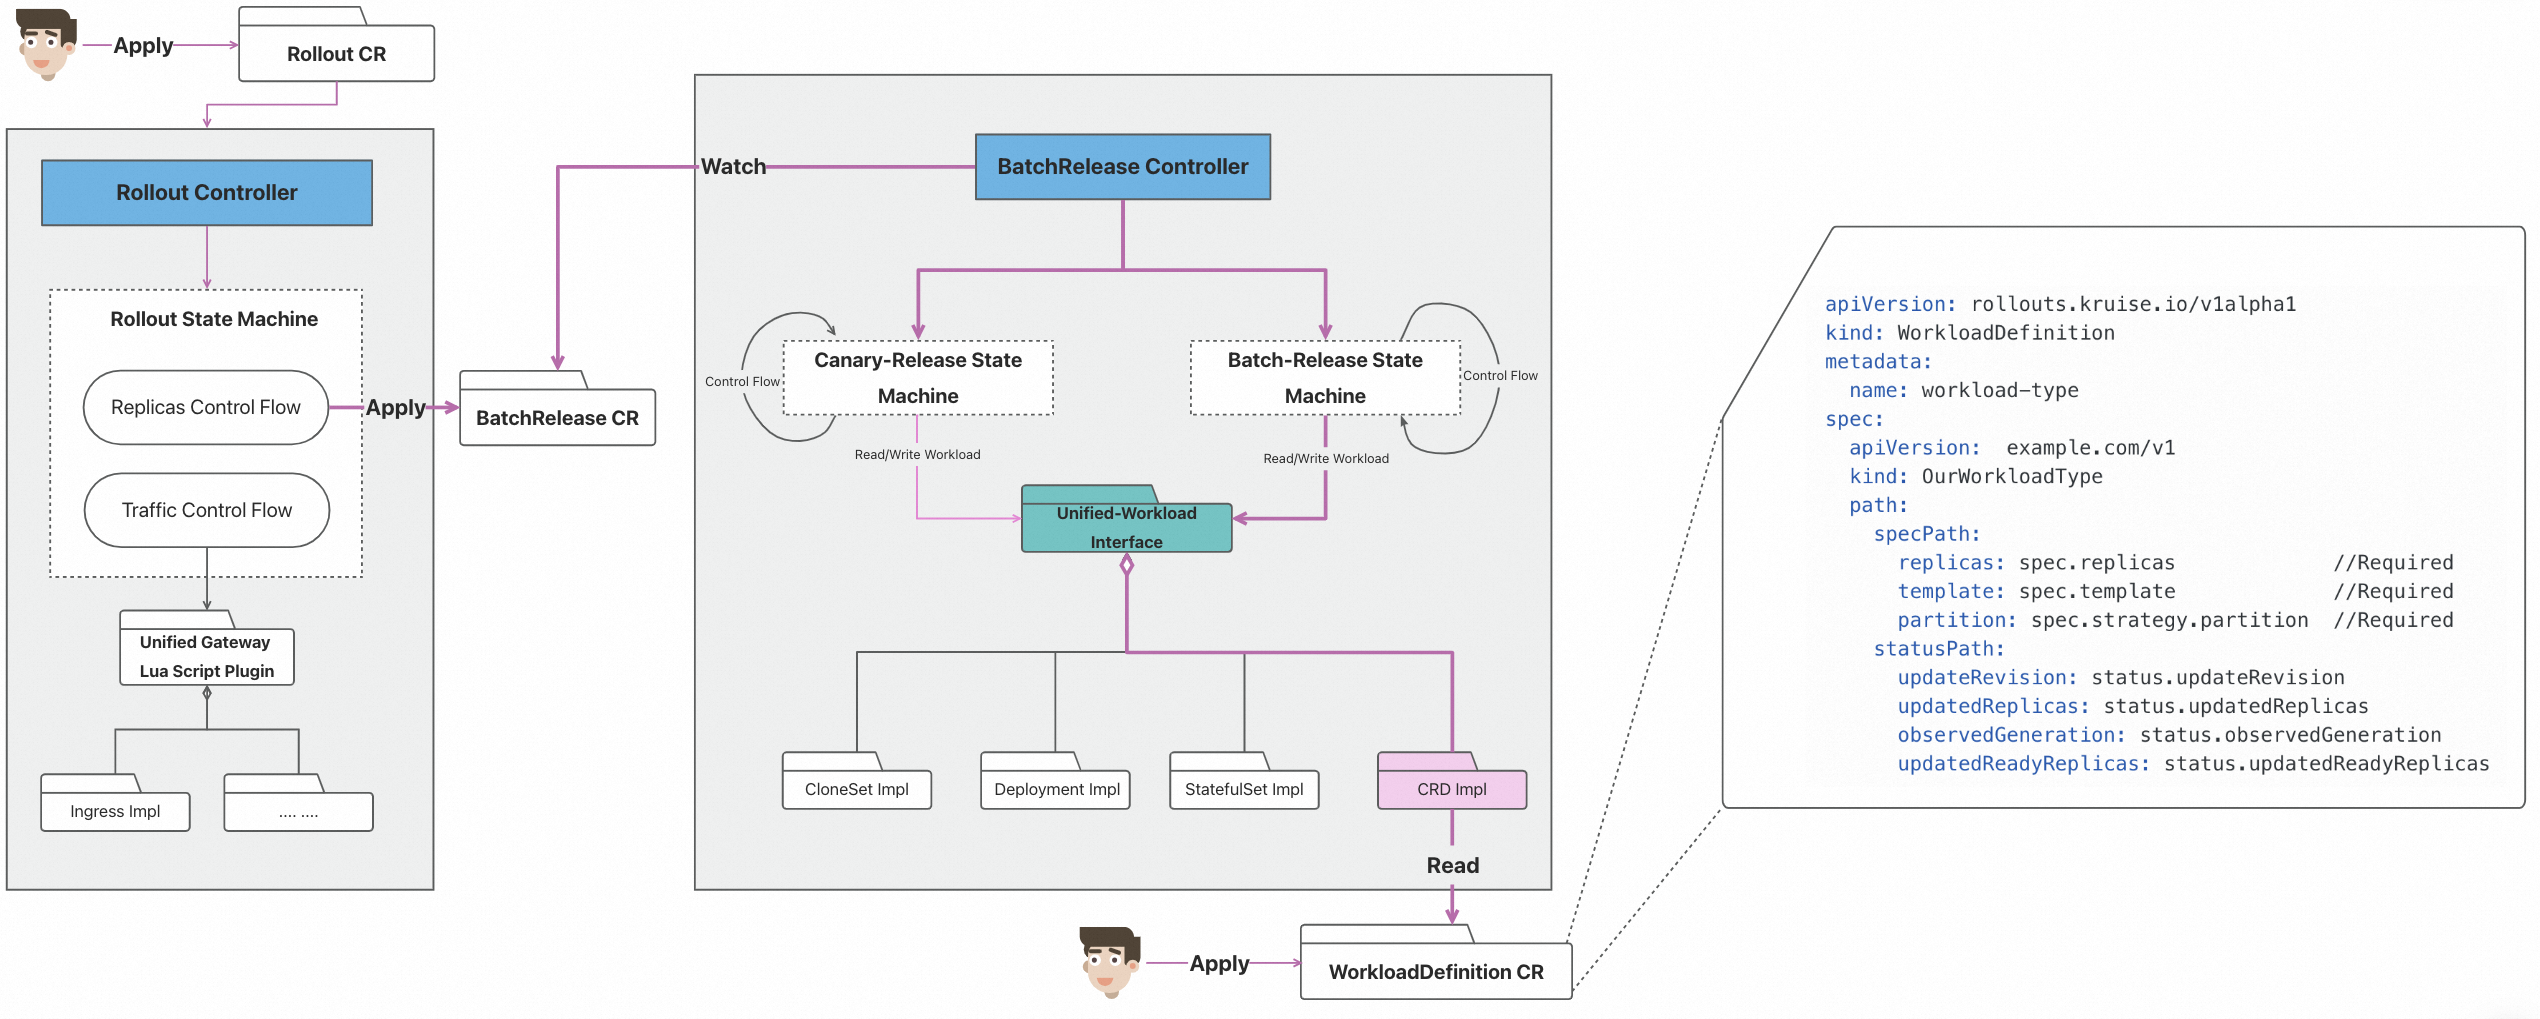 Apply
Rollout CR
Rollout Controller
Rollout State Machine
Replicas Control Flow
Traffic Control Flow
Apply
BatchRelease CR
Unified Gateway
Lua Script Plugin
Ingress Impl
.... ....
Watch
BatchRelease Controller
Canary-Release State
Machine
Control Flow
Batch-Release State
Machine
Control Flow
Read/Write Workload
Read/Write Workload
Unified-Workload
Interface
CloneSet Impl
Deployment Impl
StatefulSet Impl
CRD Impl
Read
Apply
WorkloadDefinition CR
apiVersion: rollouts.kruise.io/v1alpha1
kind: WorkloadDefinition
metadata:
  name: workload-type
spec:
  apiVersion:  example.com/v1
  kind: OurWorkloadType
  path:
    specPath:
      replicas: spec.replicas             //Required
      template: spec.template             //Required
      partition: spec.strategy.partition  //Required
    statusPath:
      updateRevision: status.updateRevision
      updatedReplicas: status.updatedReplicas
      observedGeneration: status.observedGeneration
      updatedReadyReplicas: status.updatedReadyReplicas